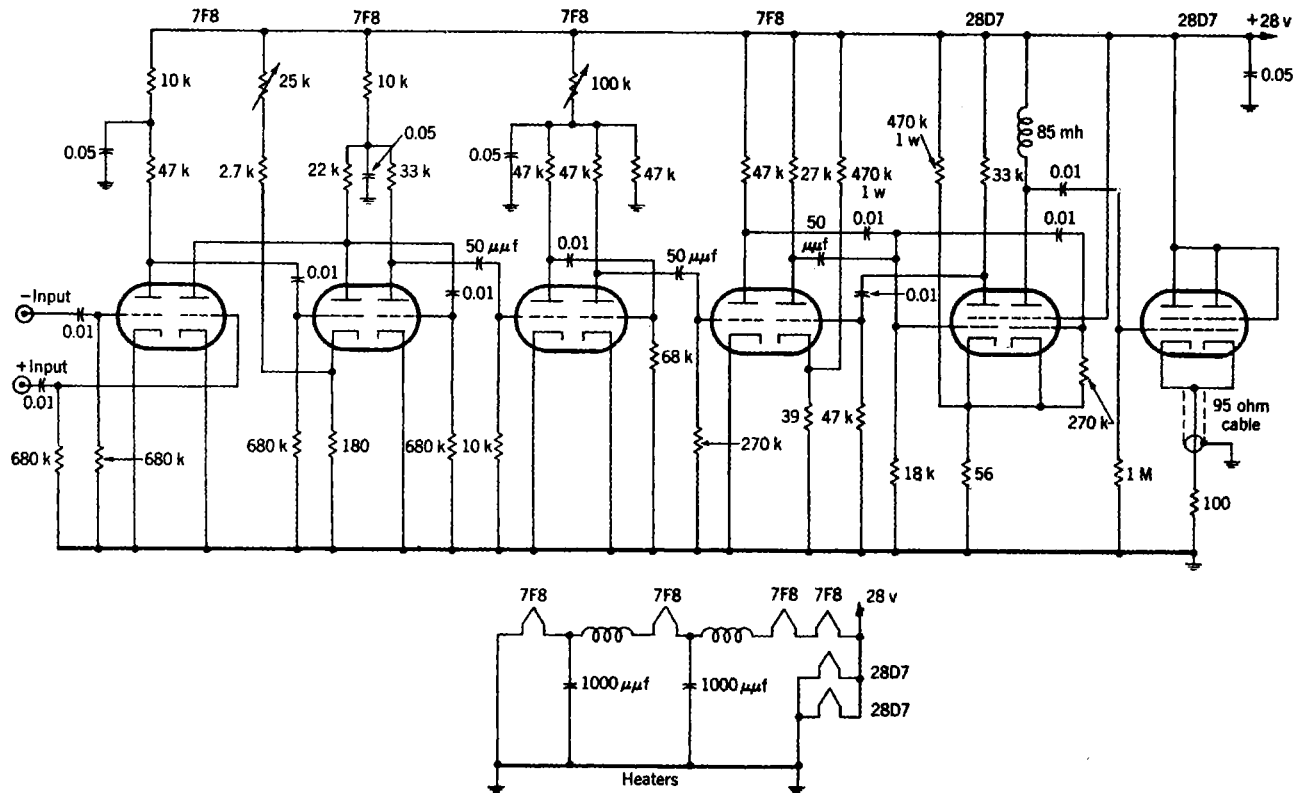 7F8 7F8 7F8 7F8 28D7 28D7
+28 v
10 k
25 k
10 k
100 k
0.05
0.05
47 k
2.7 k
22 k
0.05
33 k
0.05
47 k
47 k
47 k
47 k
27 k
470 k
1 w
470 k
1 w
33 k
85 mh
0.01
0.01
50 μμf
0.01
0.01
0.01
50 μμf
50
μμf
0.01
0.01
−Input
0.01
+Input
0.01
680 k
680 k
680 k
180
680 k
10 k
68 k
270 k
39
47 k
18 k
56
270 k
1 M
95 ohm
cable
100
7F8 7F8 7F8 7F8 28 v
1000 μμf
1000 μμf
28D7
28D7
Heaters